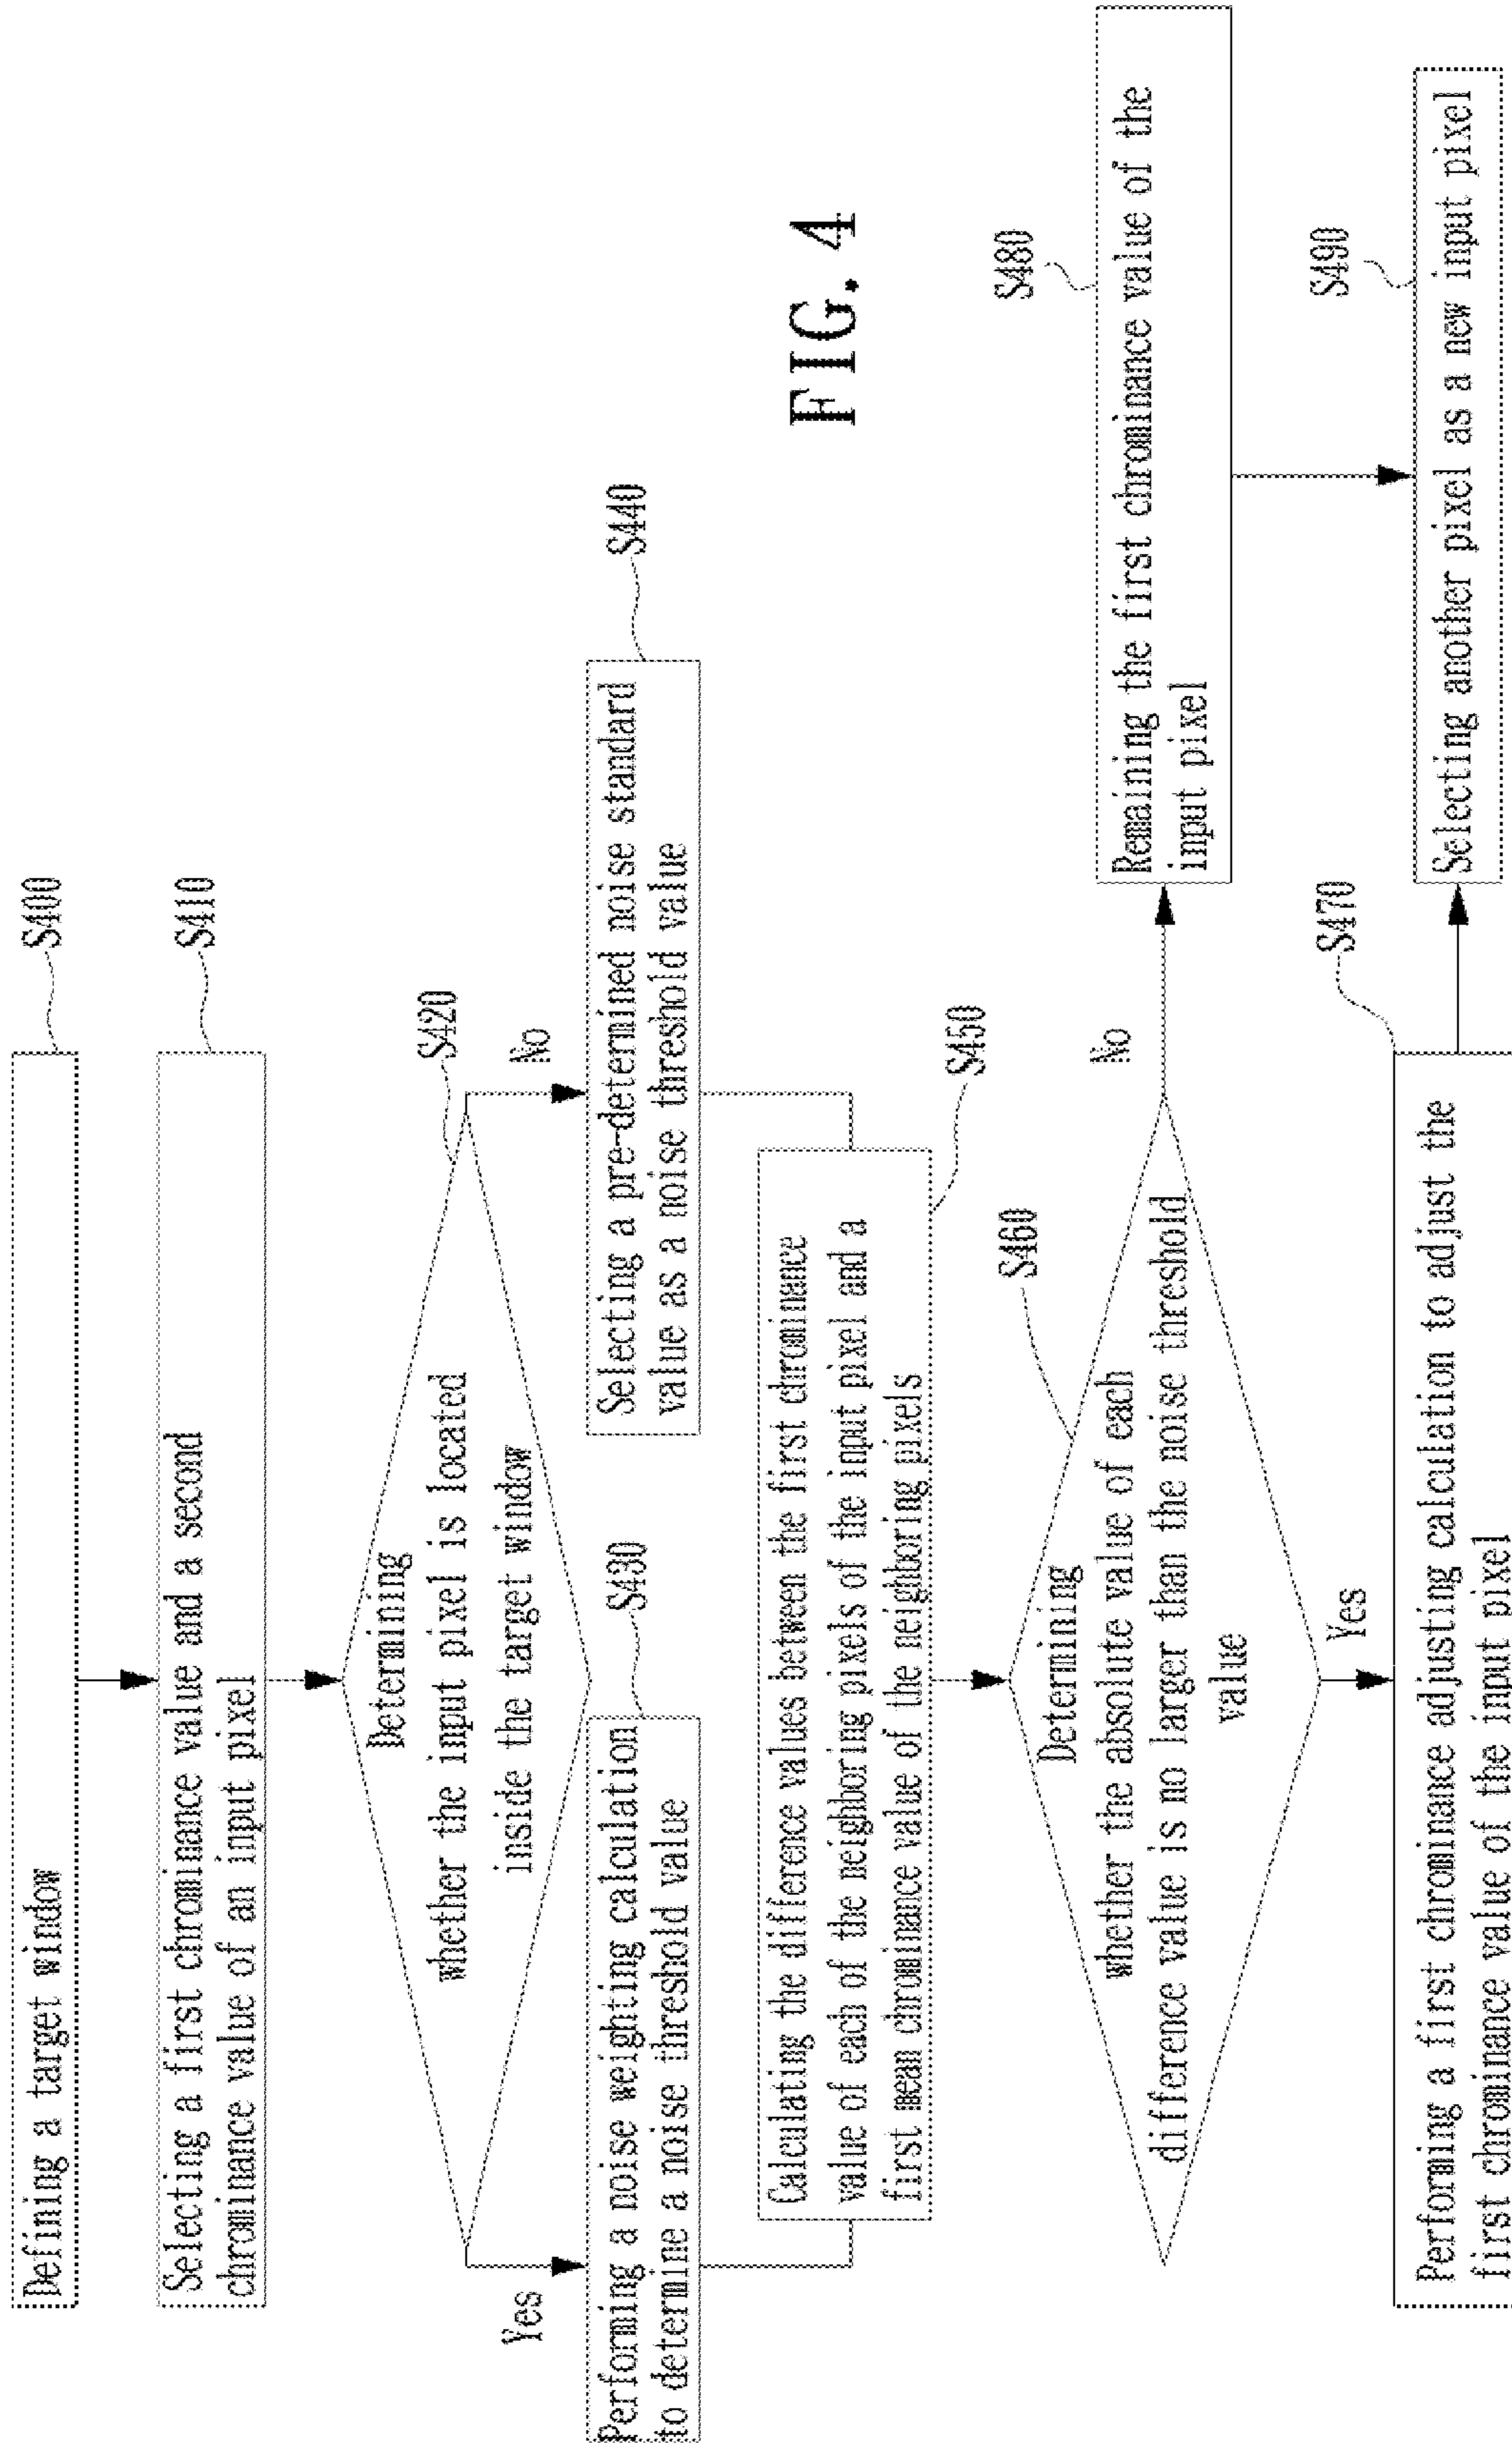 Defining a target window
S400
Selecting a first chrominance value and a second
chrominance value of an input pixel
S410
Determining
whether the input pixel is located
inside the target window
S420
Yes
No
Performing a noise weighting calculation
to determine a noise threshold value
S430
Selecting a pre-determined noise standard
value as a noise threshold value
S440
Calculating the difference values between the first chrominance
value of each of the neighboring pixels of the input pixel and a
first mean chrominance value of the neighboring pixels
S450
Determining
whether the absolute value of each
difference value is no larger than the noise threshold
value
S460
No
Yes
Remaining the first chrominance value of the
input pixel
S480
Performing a first chrominance adjusting calculation to adjust the
first chrominance value of the input pixel
S470
Selecting another pixel as a new input pixel
S490
FIG. 4